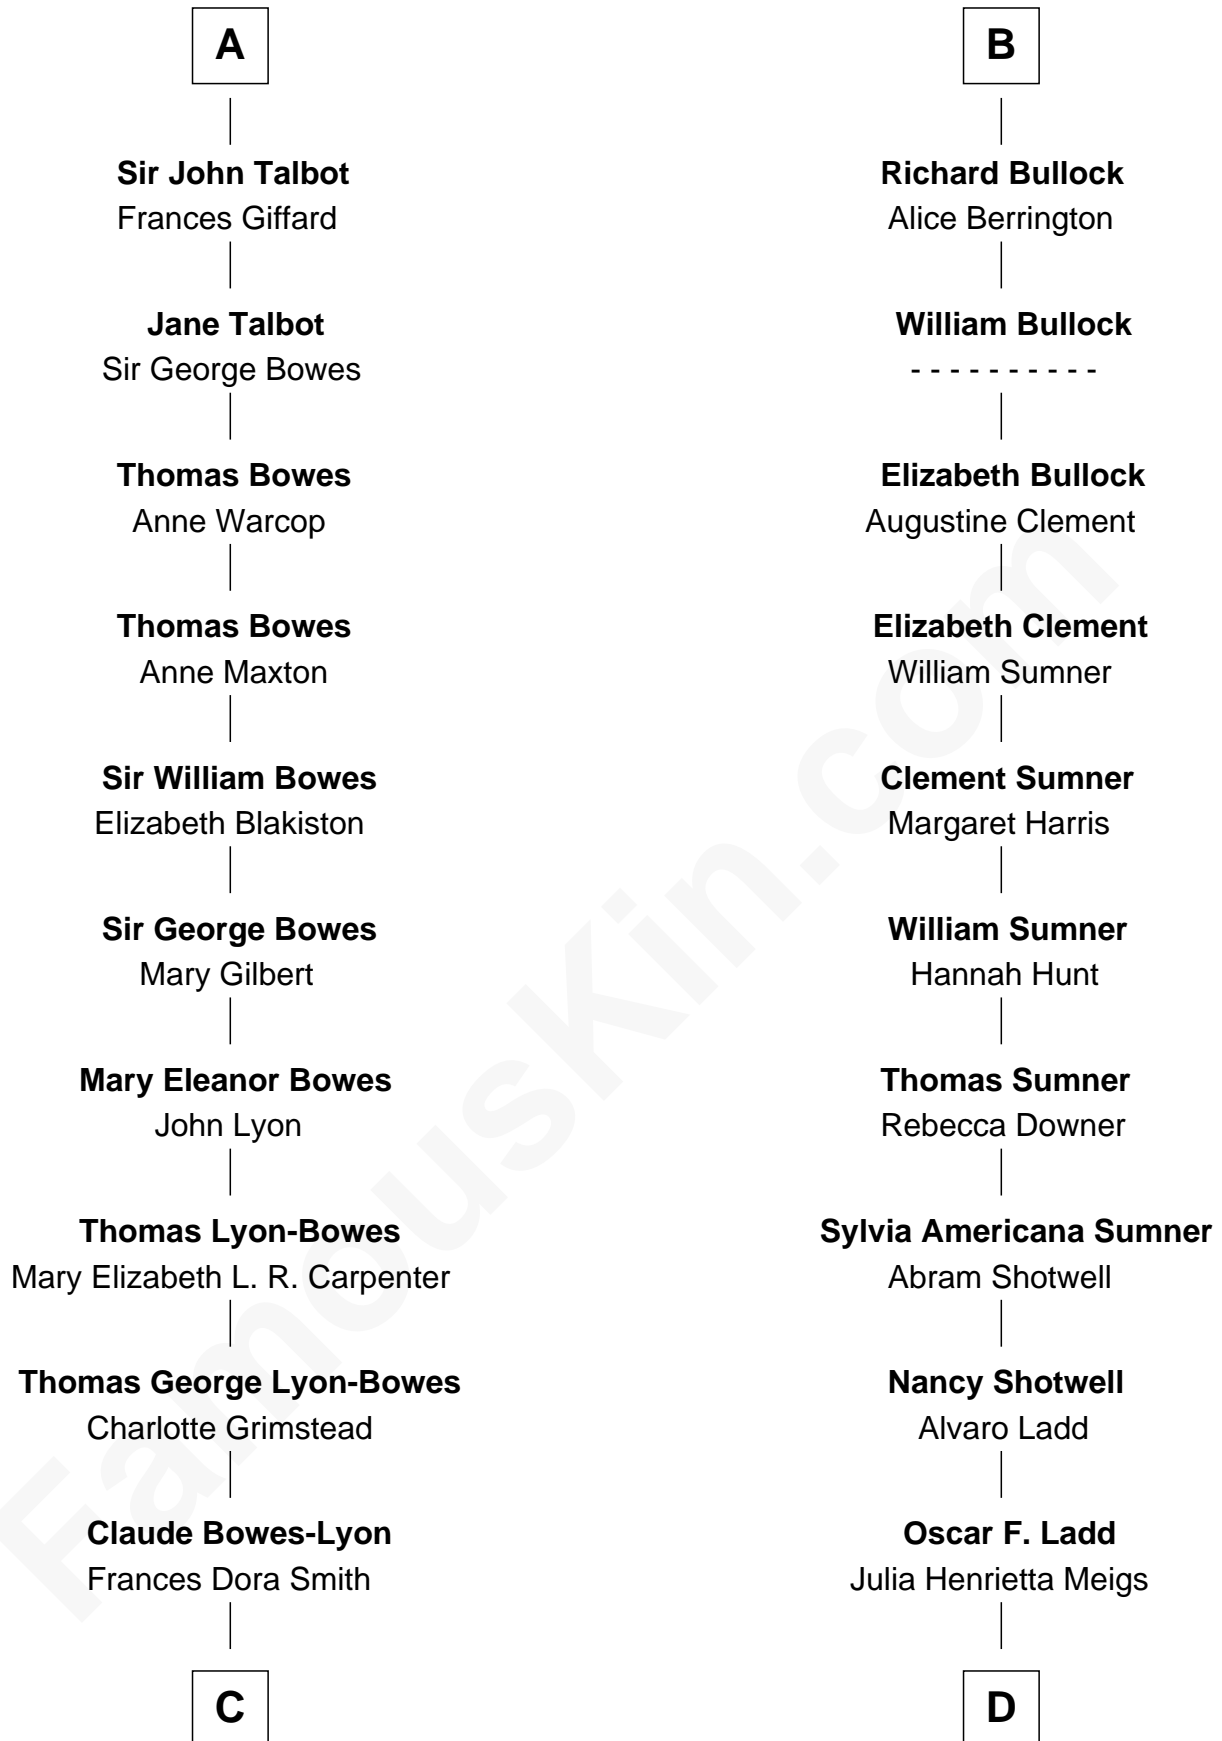 A
Sir John Talbot
Frances Giffard
Jane Talbot
Sir George Bowes
Thomas Bowes
Anne Warcop
Thomas Bowes
Anne Maxton
Sir William Bowes
Elizabeth Blakiston
Sir George Bowes
Mary Gilbert
Mary Eleanor Bowes
John Lyon
Thomas Lyon-Bowes
Mary Elizabeth L. R. Carpenter
Thomas George Lyon-Bowes
Charlotte Grimstead
Claude Bowes-Lyon
Frances Dora Smith
C
B
Richard Bullock
Alice Berrington
William Bullock
- - - - - - - - - -
Elizabeth Bullock
Augustine Clement
Elizabeth Clement
William Sumner
Clement Sumner
Margaret Harris
William Sumner
Hannah Hunt
Thomas Sumner
Rebecca Downer
Sylvia Americana Sumner
Abram Shotwell
Nancy Shotwell
Alvaro Ladd
Oscar F. Ladd
Julia Henrietta Meigs
D
FamousKin.com